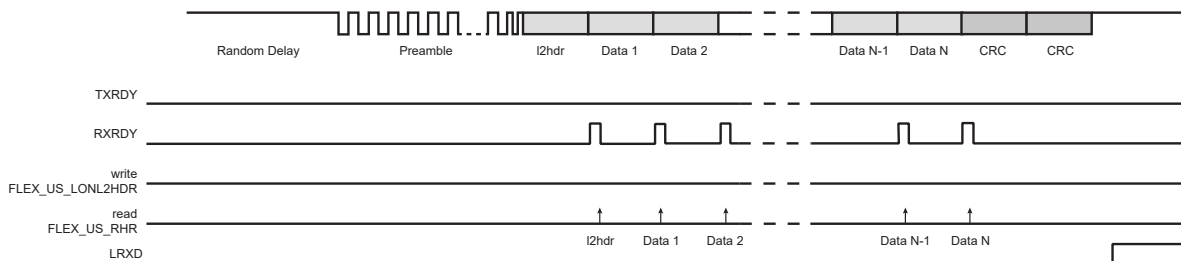 Random Delay Preamble l2hdr Data 1 Data 2 Data N-1 Data N CRC CRC
TXRDY
RXRDY
write
FLEX_US_LONL2HDR
read
FLEX_US_RHR
l2hdr Data 1 Data 2 Data N-1 Data N
LRXD